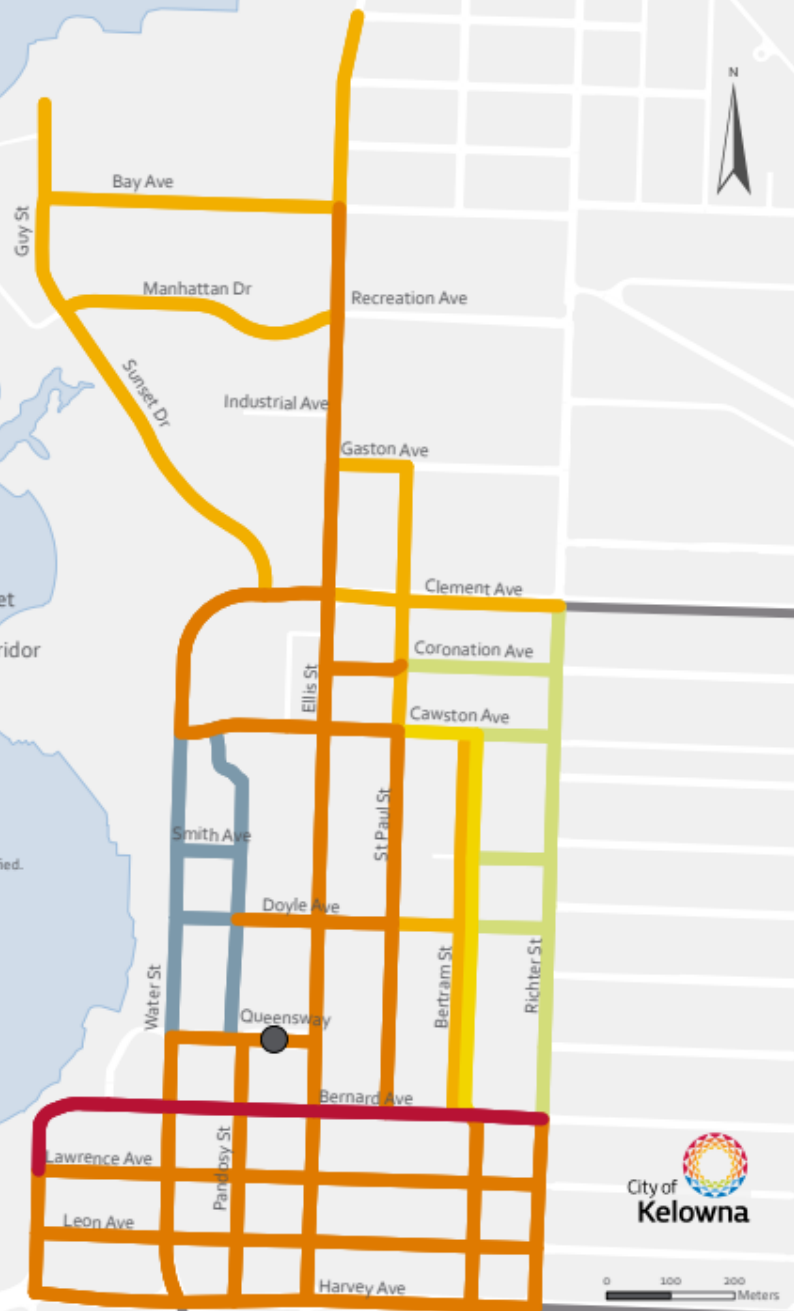 N
Bay Ave
Guy St
Manhattan Dr
Recreation Ave
Sunset Dr
Industrial Ave
Gaston Ave
Clement Ave
Coronation Ave
Ellis St
Cawston Ave
St Paul St
Smith Ave
Doyle Ave
Bertram St
Richter St
Water St
Queensway
Bernard Ave
Pandosy St
Lawrence Ave
Leon Ave
Harvey Ave
City of
Kelowna
0 100 200
Meters